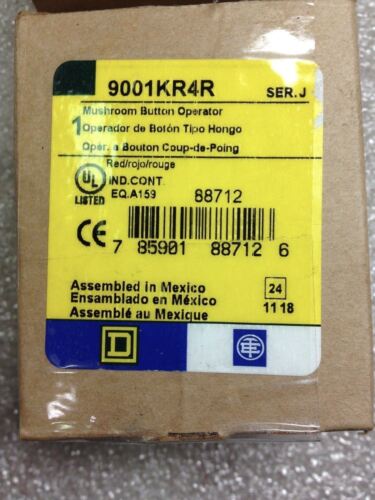 9001KR4R SER. J
Mushroom Button Operator
1 Operador de Botón Tipo Hongo
Oper. a Bouton Coup-de-Poing
Red/rojo/rouge
UL IND.CONT.
LISTED EQ.A159 88712
CE 7 85901 88712 6
Assembled in Mexico 24
Ensamblado en México
Assemblé au Mexique 11 18
D